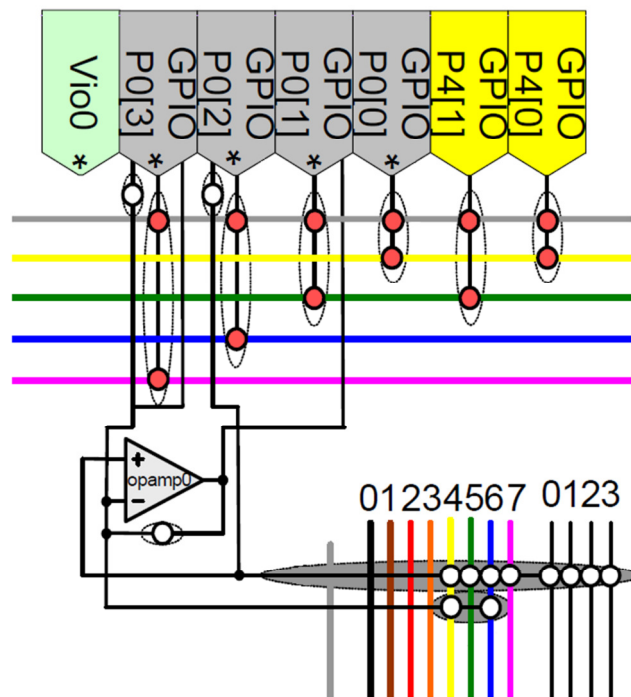 Vio0 *
GPIO
P0[3] *
GPIO
P0[2] *
GPIO
P0[1] *
GPIO
P0[0] *
GPIO
P4[1]
GPIO
P4[0]
+
opamp0
-
01234567 0123